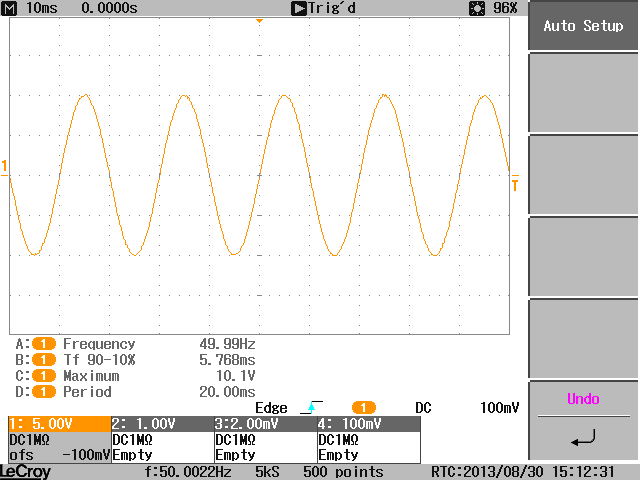 M 10ms 0.0000s Trig'd 96%
Auto Setup
1
T
A: 1 Frequency 49.99Hz
B: 1 Tf 90-10% 5.768ms
C: 1 Maximum 10.1V
D: 1 Period 20.00ms
Undo
Edge 1 DC 100mV
1: 5.00V 2: 1.00V 3:2.00mV 4: 100mV
DC1MΩ DC1MΩ DC1MΩ DC1MΩ
ofs -100mV Empty Empty Empty
LeCroy f:50.0022Hz 5kS 500 points RTC:2013/08/30 15:12:31